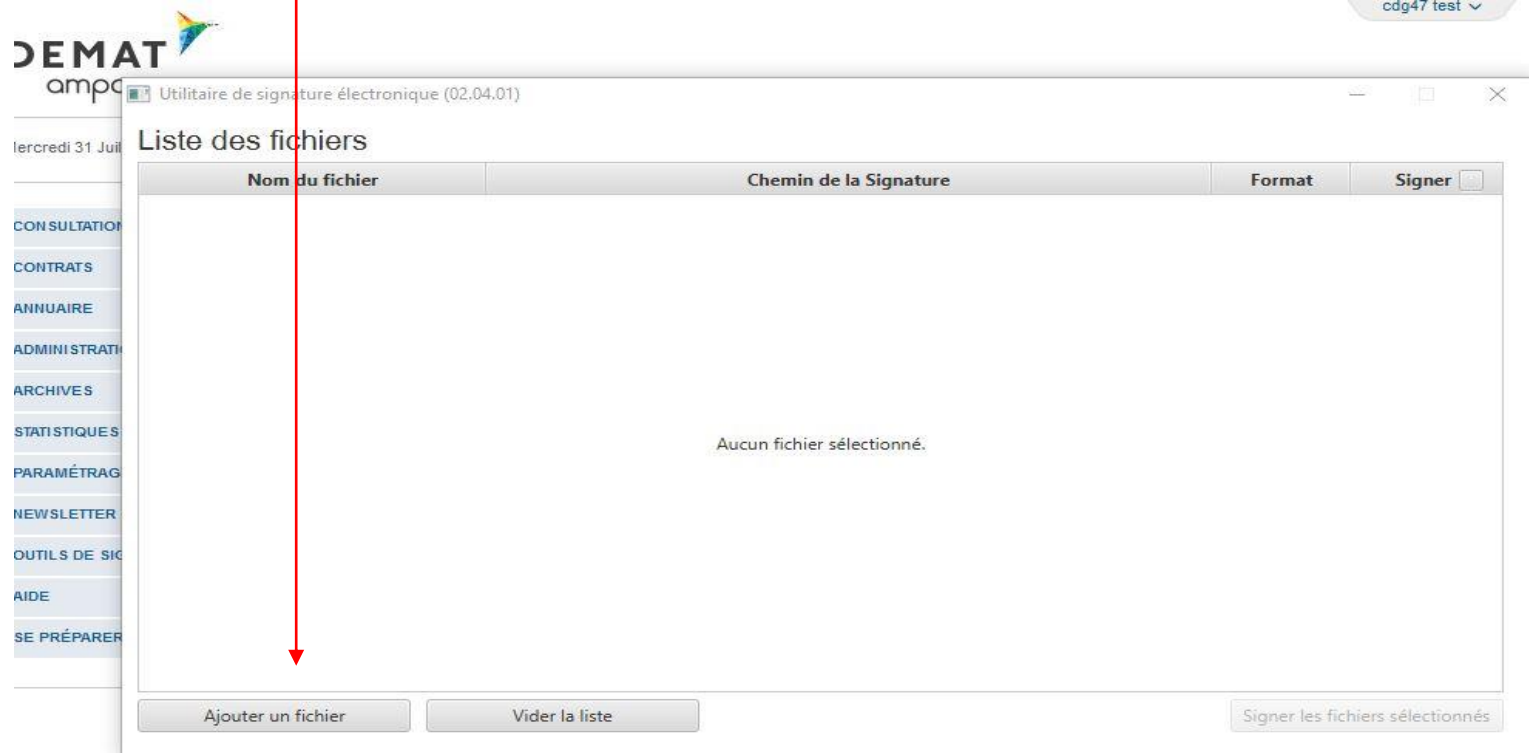 cdg47 test
DEMAT
ampa
Utilitaire de signature électronique (02.04.01)
Liste des fichiers
Nom du fichier Chemin de la Signature Format Signer
Aucun fichier sélectionné.
Ajouter un fichier Vider la liste Signer les fichiers sélectionnés
ercredi 31 Juil
CONSULTATION
CONTRATS
ANNUAIRE
ADMINISTRATI
ARCHIVES
STATISTIQUES
PARAMÉTRAG
NEWSLETTER
OUTILS DE SIG
AIDE
SE PRÉPARER